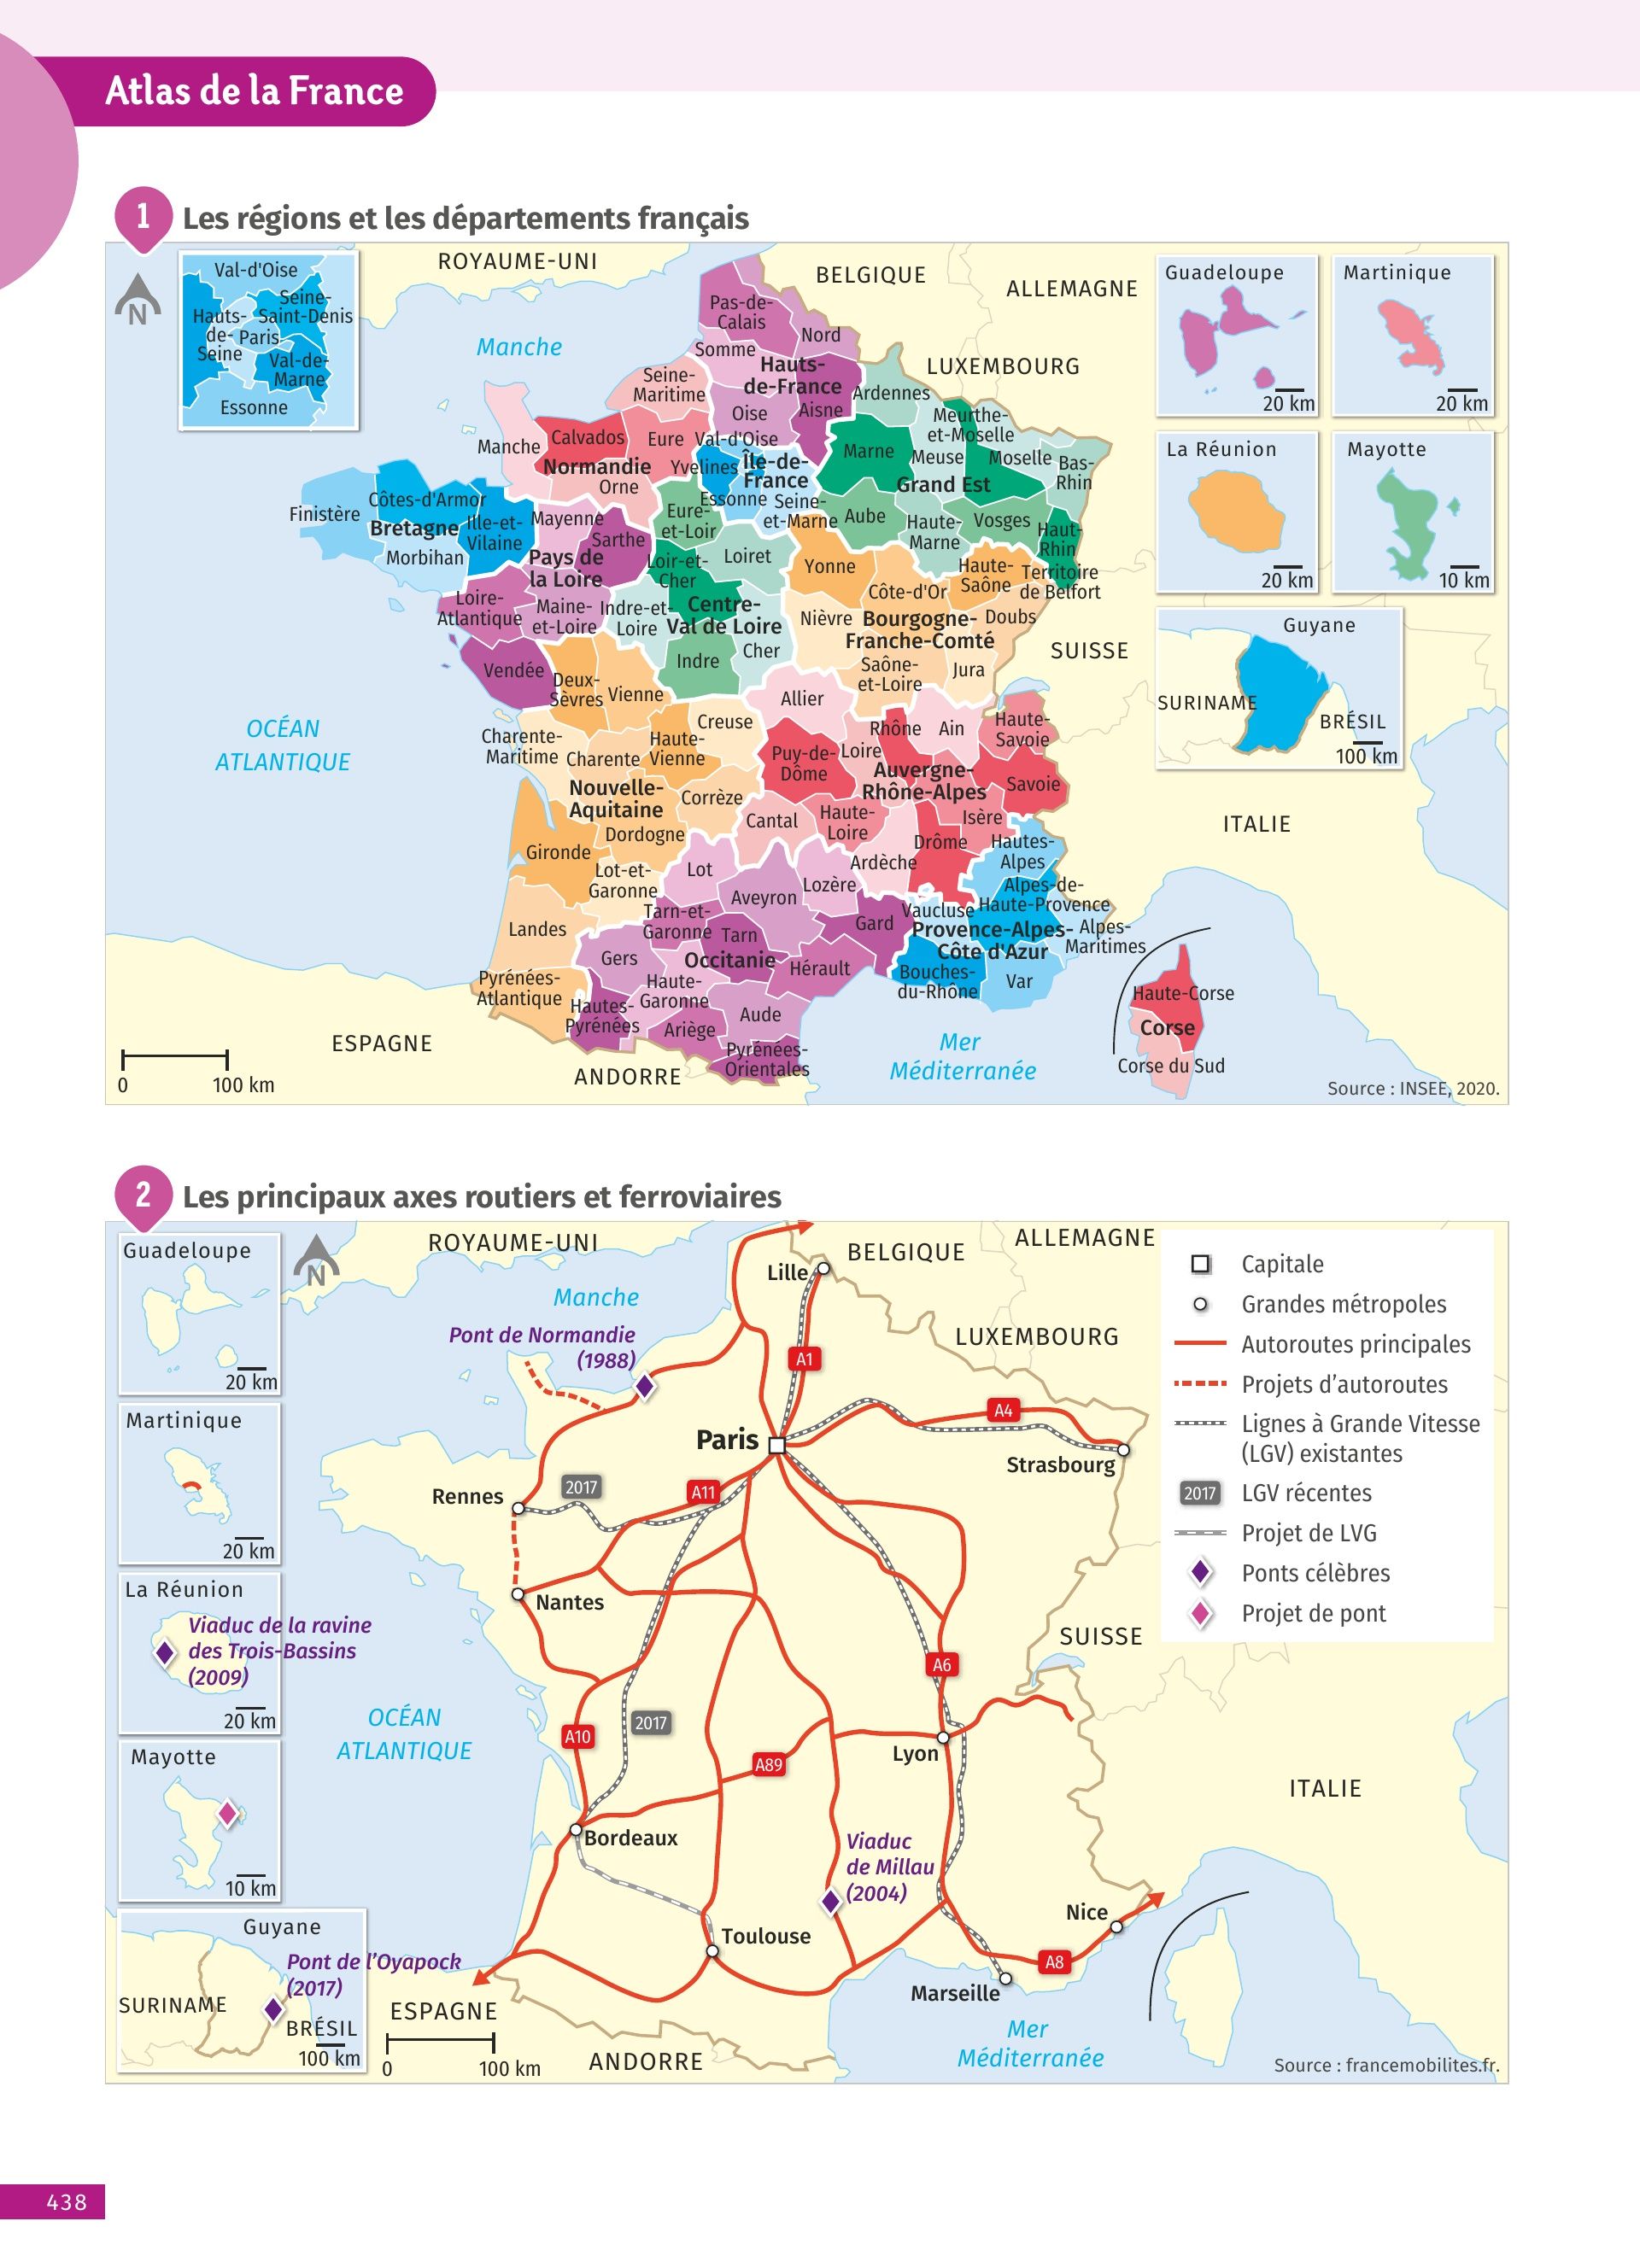 Atlas de la France
1
Les régions et les départements français
N
Val-d'Oise
Seine-
Saint-Denis
Hauts-
de-
Seine
Paris
Val-de-
Marne
Essonne
ROYAUME-UNI
BELGIQUE
ALLEMAGNE
LUXEMBOURG
SUISSE
ITALIE
ESPAGNE
ANDORRE
Manche
OCÉAN
ATLANTIQUE
Mer
Méditerranée
Pas-de-
Calais
Nord
Somme
Hauts-
de-France
Oise
Aisne
Seine-
Maritime
Manche
Calvados
Eure
Normandie
Orne
Val-d'Oise
Yvelines
Île-de-
France
Essonne
Seine-
et-Marne
Ardennes
Meurthe-
et-Moselle
Marne
Meuse
Moselle
Bas-
Rhin
Grand Est
Aube
Haute-
Marne
Vosges
Haut-
Rhin
Finistère
Côtes-d'Armor
Bretagne
Ille-et-
Vilaine
Morbihan
Mayenne
Sarthe
Pays de
la Loire
Loire-
Atlantique
Maine-
et-Loire
Vendée
Eure-
et-Loir
Loiret
Loir-et-
Cher
Indre-et-
Loire
Centre-
Val de Loire
Cher
Indre
Yonne
Côte-d'Or
Haute-
Saône
Territoire
de Belfort
Nièvre
Bourgogne-
Franche-Comté
Doubs
Saône-
et-Loire
Jura
Deux-
Sèvres
Vienne
Charente-
Maritime
Charente
Haute-
Vienne
Creuse
Nouvelle-
Aquitaine
Corrèze
Dordogne
Gironde
Lot-et-
Garonne
Landes
Pyrénées-
Atlantique
Allier
Puy-de-
Dôme
Loire
Rhône
Ain
Haute-
Savoie
Auvergne-
Rhône-Alpes
Savoie
Cantal
Haute-
Loire
Isère
Ardèche
Drôme
Lot
Aveyron
Lozère
Tarn-et-
Garonne
Tarn
Gard
Gers
Occitanie
Hérault
Haute-
Garonne
Hautes-
Pyrénées
Ariège
Aude
Pyrénées-
Orientales
Hautes-
Alpes
Alpes-de-
Haute-Provence
Vaucluse
Provence-Alpes-
Côte d'Azur
Alpes-
Maritimes
Bouches-
du-Rhône
Var
Haute-Corse
Corse
Corse du Sud
Guadeloupe
20 km
Martinique
20 km
La Réunion
20 km
Mayotte
10 km
Guyane
SURINAME
BRÉSIL
100 km
0
100 km
Source : INSEE, 2020.
2
Les principaux axes routiers et ferroviaires
Guadeloupe
20 km
Martinique
20 km
La Réunion
Viaduc de la ravine
des Trois-Bassins
(2009)
20 km
Mayotte
10 km
Guyane
Pont de l'Oyapock
(2017)
SURINAME
BRÉSIL
100 km
N
ROYAUME-UNI
BELGIQUE
ALLEMAGNE
LUXEMBOURG
SUISSE
ITALIE
ESPAGNE
ANDORRE
Manche
OCÉAN
ATLANTIQUE
Mer
Méditerranée
Pont de Normandie
(1988)
Lille
A1
Paris
A4
Strasbourg
Rennes
2017
A11
Nantes
A6
A10
2017
A89
Lyon
Bordeaux
Viaduc
de Millau
(2004)
Toulouse
Nice
A8
Marseille
0
100 km
Capitale
Grandes métropoles
Autoroutes principales
Projets d'autoroutes
Lignes à Grande Vitesse
(LGV) existantes
2017
LGV récentes
Projet de LVG
Ponts célèbres
Projet de pont
Source : francemobilites.fr.
438